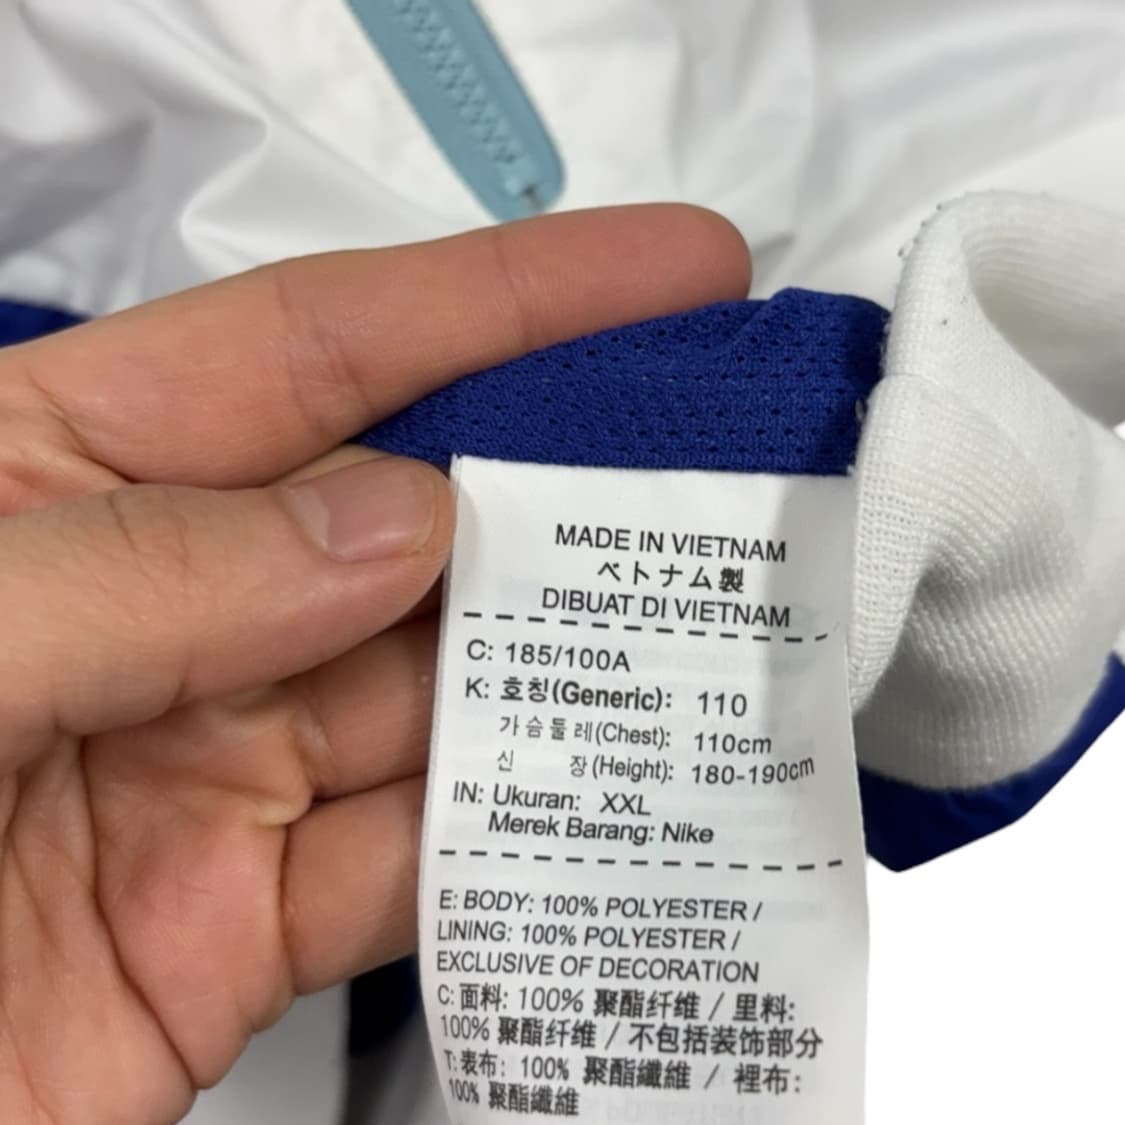 MADE IN VIETNAM
ベトナム製
DIBUAT DI VIETNAM
C: 185/100A
K: 호칭(Generic): 110
가슴둘레(Chest): 110cm
신 장(Height): 180-190cm
IN: Ukuran: XXL
Merek Barang: Nike
E: BODY: 100% POLYESTER /
LINING: 100% POLYESTER /
EXCLUSIVE OF DECORATION
C: 面料: 100% 聚酯纤维 / 里料:
100% 聚酯纤维 / 不包括装饰部分
T: 表布: 100% 聚酯纖維 / 裡布:
100% 聚酯纖維